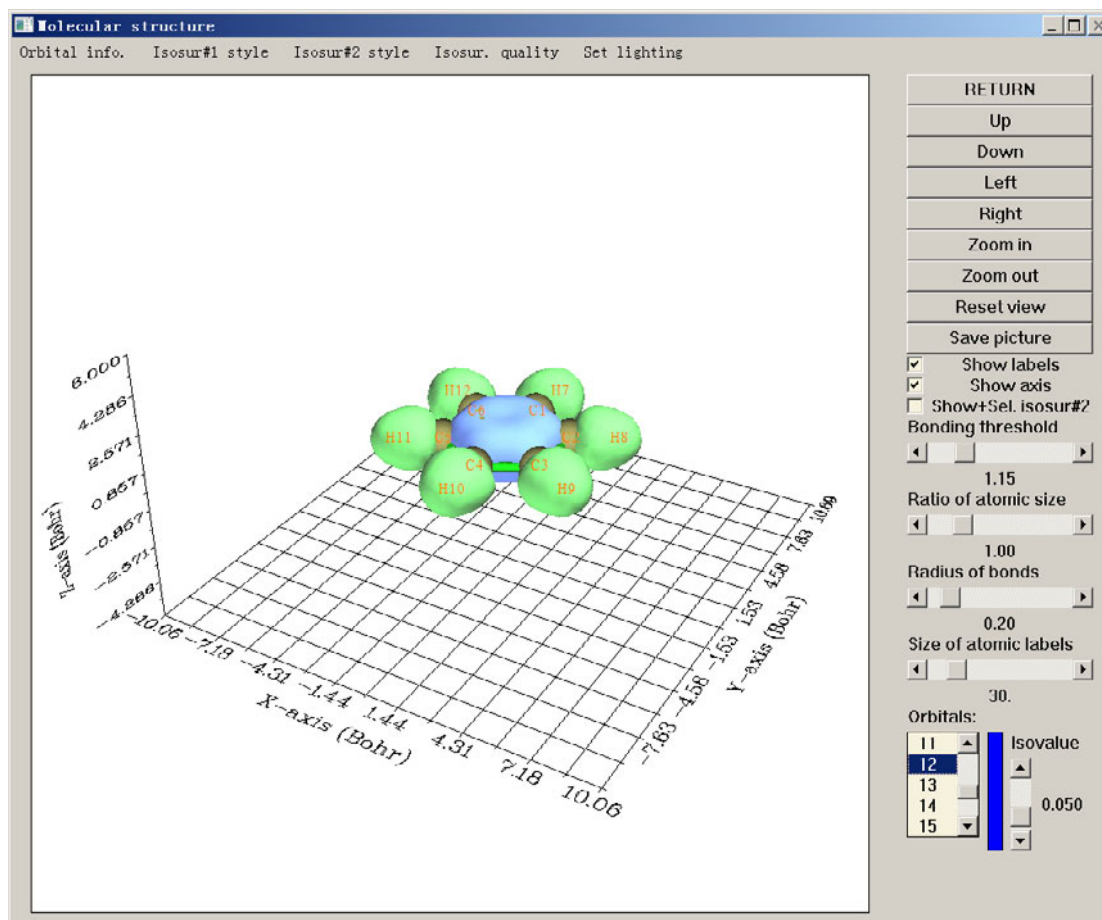 Molecular structure
Orbital info. Isosur#1 style Isosur#2 style Isosur. quality Set lighting
RETURN
Up
Down
Left
Right
Zoom in
Zoom out
Reset view
Save picture
Show labels
Show axis
Show+Sel. isosur#2
Bonding threshold
1.15
Ratio of atomic size
1.00
Radius of bonds
0.20
Size of atomic labels
30.
Orbitals:
11
12
13
14
15
Isovalue
0.050
H12
H7
C1
H11
C2
H8
C4
C3
H10
H9
6.000
4.286
2.571
0.857
-0.857
-2.571
-4.286
Z-axis (Bohr)
-10.06
-7.18
-4.31
-1.44
1.44
4.31
7.18
10.06
X-axis (Bohr)
-7.63
-4.58
-1.53
1.53
4.58
7.63
Y-axis (Bohr)